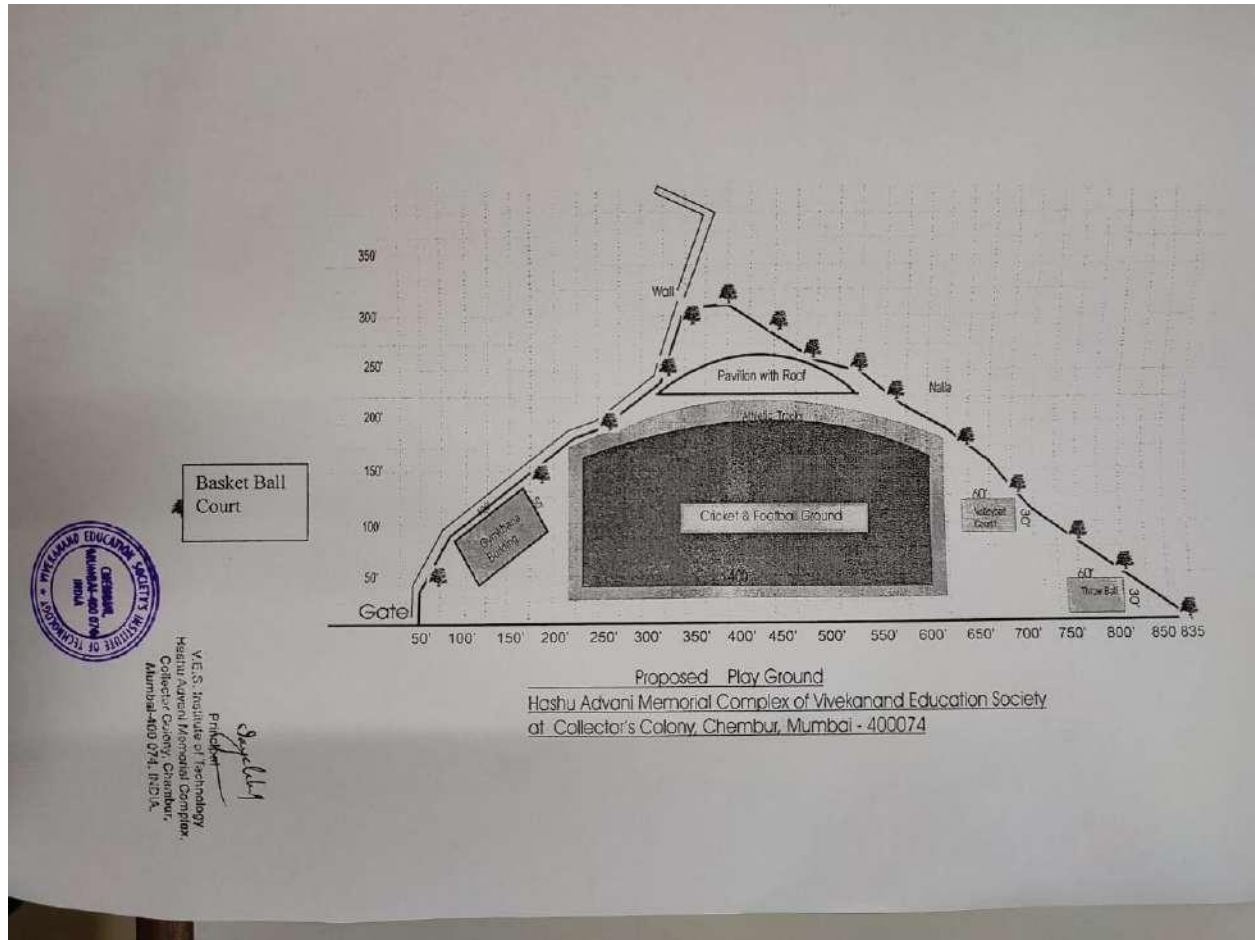 350'
300'
250'
200'
150'
100'
50'
Wall
Pavilion with Roof
Nalla
Athletic Track
Basket Ball
Court
Cricket & Football Ground
400
Gymkhana
Building
50'
60'
Volleyball
Court
30'
60'
Throw Ball
30'
Gate
50' 100' 150' 200' 250' 300' 350' 400' 450' 500' 550' 600' 650' 700' 750' 800' 850 835
Proposed Play Ground
Hashu Advani Memorial Complex of Vivekanand Education Society
at Collector's Colony, Chembur, Mumbai - 400074
VIVEKANAND EDUCATION SOCIETY'S INSTITUTE OF TECHNOLOGY
CHEMBUR,
MUMBAI-400 074
INDIA
Principal
V.E.S. Institute of Technology
Hashu Advani Memorial Complex,
Collector Colony, Chembur,
Mumbai-400 074. INDIA.